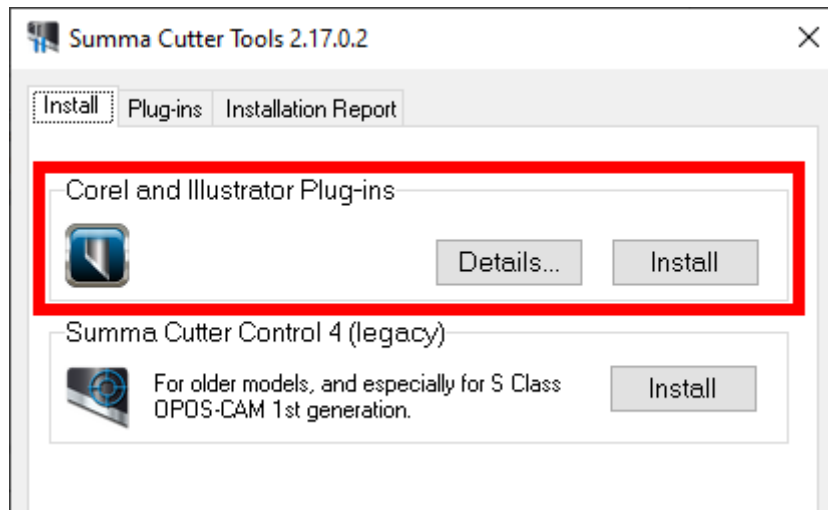 Summa Cutter Tools 2.17.0.2
Install Plug-ins Installation Report
Corel and Illustrator Plug-ins
Details... Install
Summa Cutter Control 4 (legacy)
For older models, and especially for S Class
OPOS-CAM 1st generation.
Install